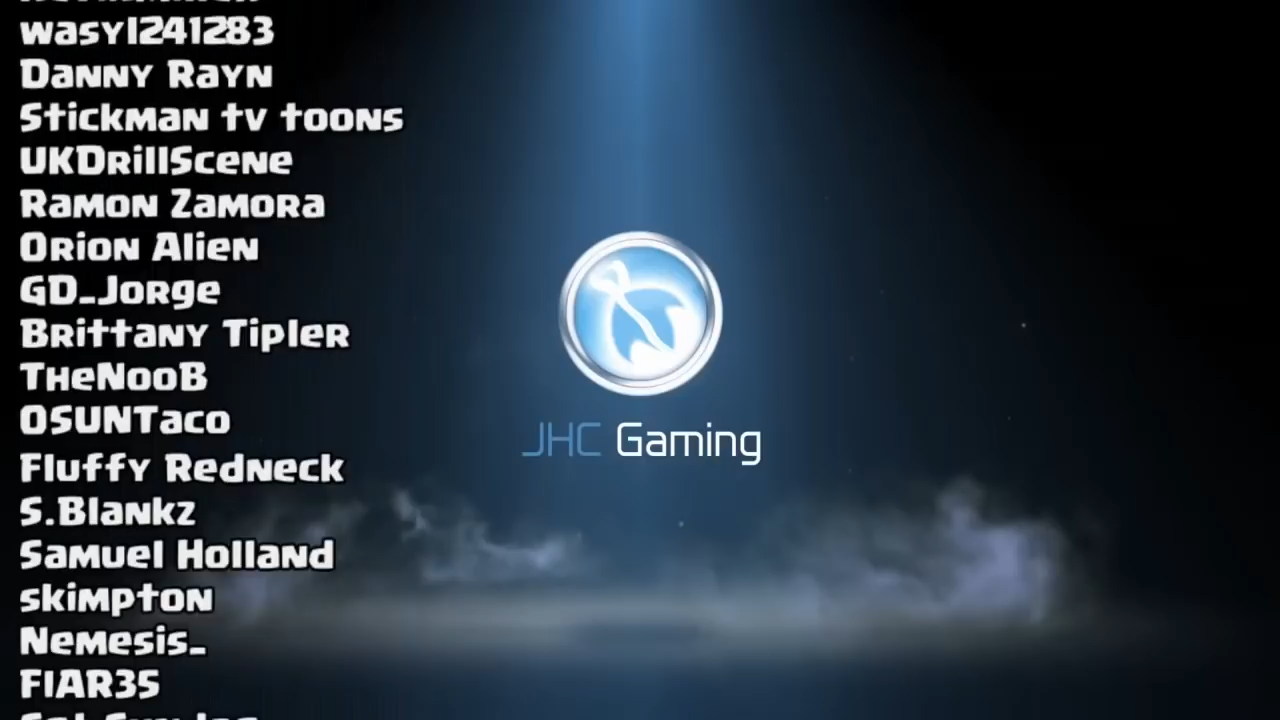 wasyl241283
Danny Rayn
Stickman tv toons
UKDrillScene
Ramon Zamora
Orion Alien
GD_Jorge
Brittany Tipler
TheNooB
OSUNTaco
Fluffy Redneck
S.Blankz
Samuel Holland
skimpton
Nemesis_
FlAR3S
JHC Gaming